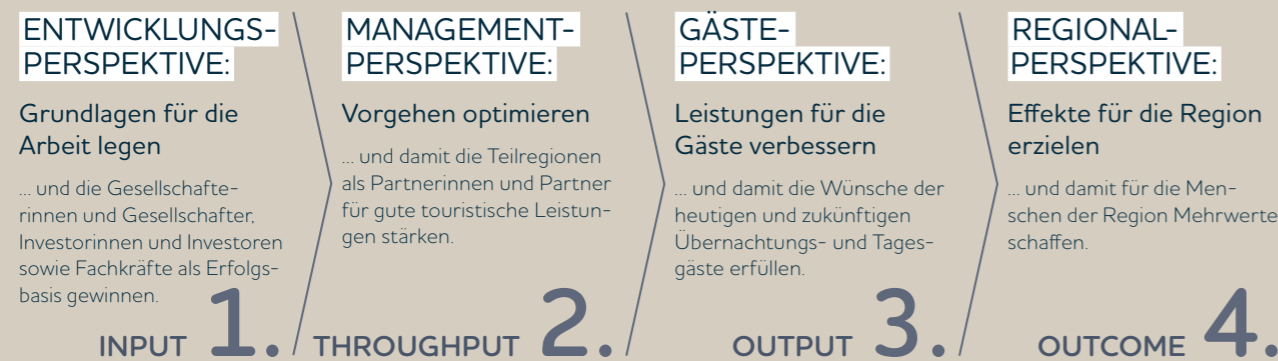 ENTWICKLUNGS-
PERSPEKTIVE:
Grundlagen für die
Arbeit legen
... und die Gesellschafte-
rinnen und Gesellschafter,
Investorinnen und Investoren
sowie Fachkräfte als Erfolgs-
basis gewinnen.
INPUT 1.
MANAGEMENT-
PERSPEKTIVE:
Vorgehen optimieren
... und damit die Teilregionen
als Partnerinnen und Partner
für gute touristische Leistun-
gen stärken.
THROUGHPUT 2.
GÄSTE-
PERSPEKTIVE:
Leistungen für die
Gäste verbessern
... und damit die Wünsche der
heutigen und zukünftigen
Übernachtungs- und Tages-
gäste erfüllen.
OUTPUT 3.
REGIONAL-
PERSPEKTIVE:
Effekte für die Region
erzielen
... und damit für die Men-
schen der Region Mehrwerte
schaffen.
OUTCOME 4.